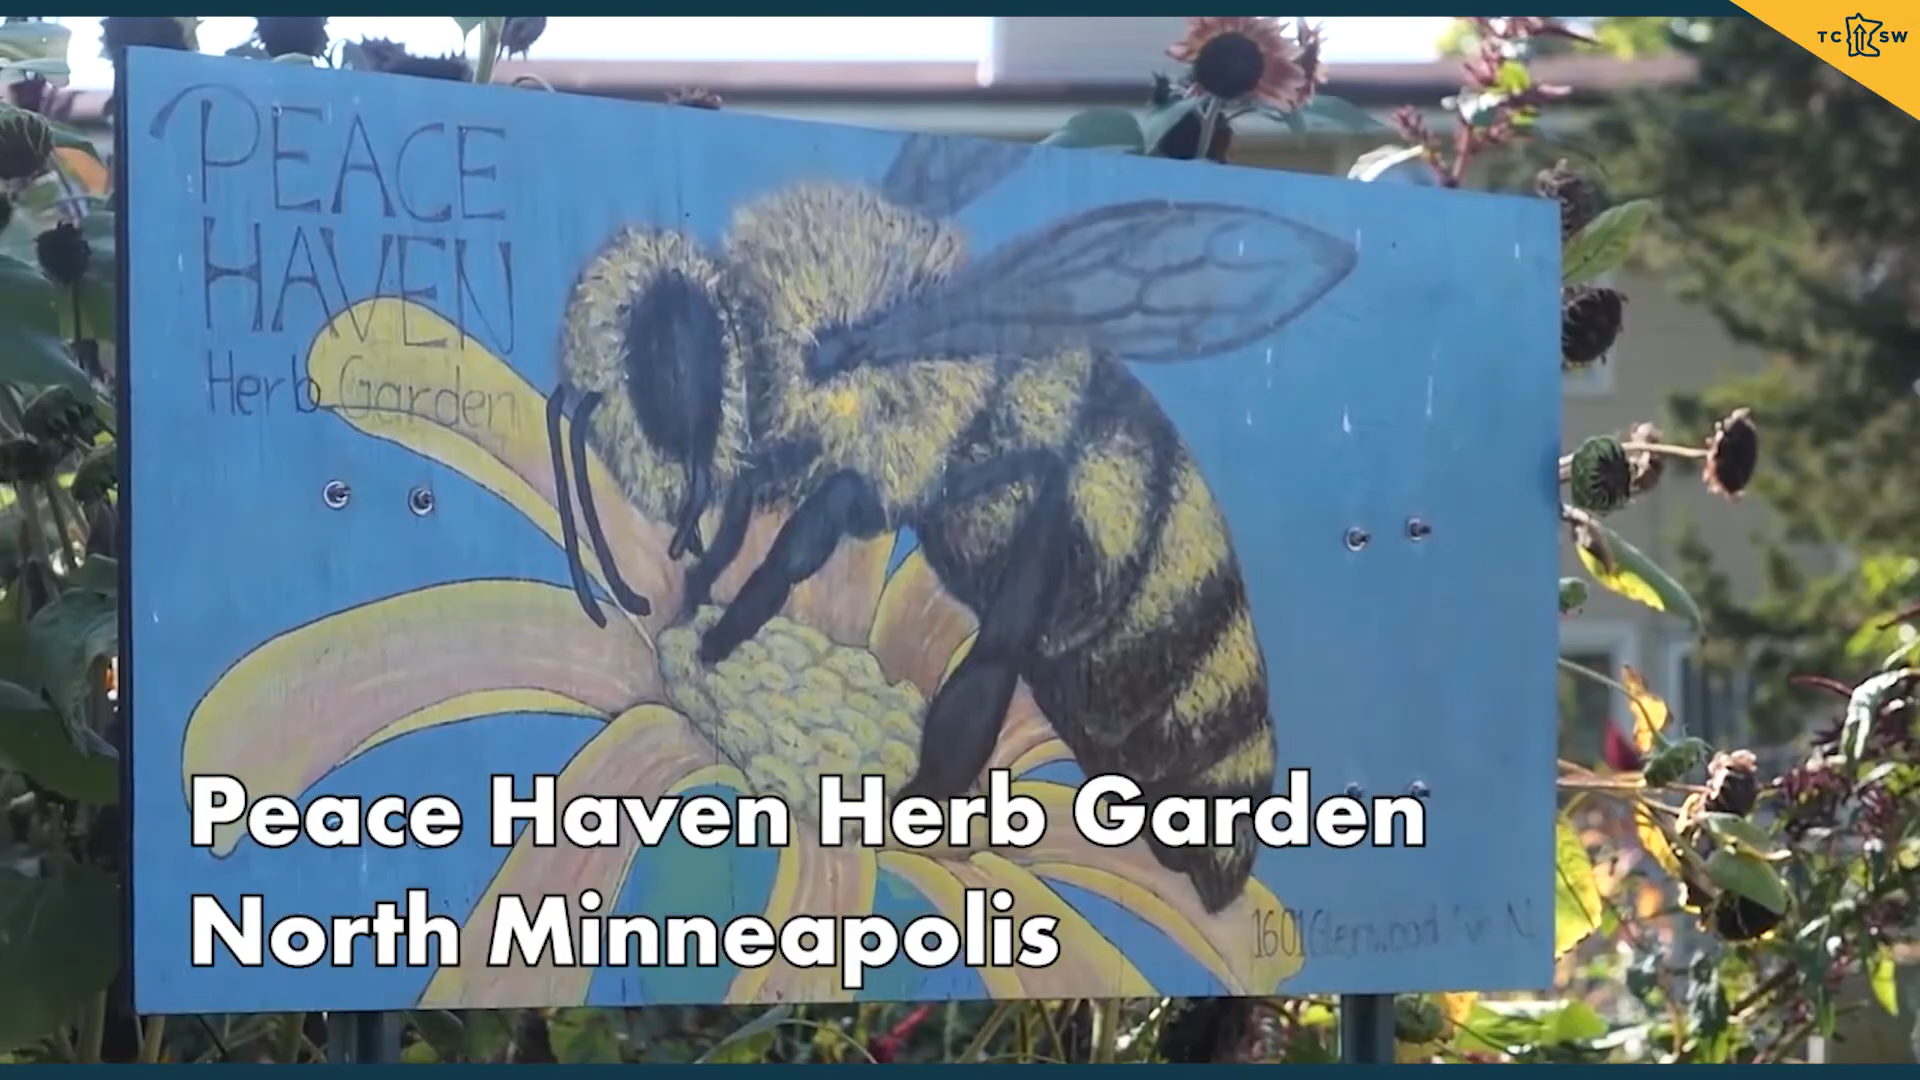 TC SW
PEACE
HAVEN
Herb Garden
Peace Haven Herb Garden
North Minneapolis
1601 Glenwood Ave N